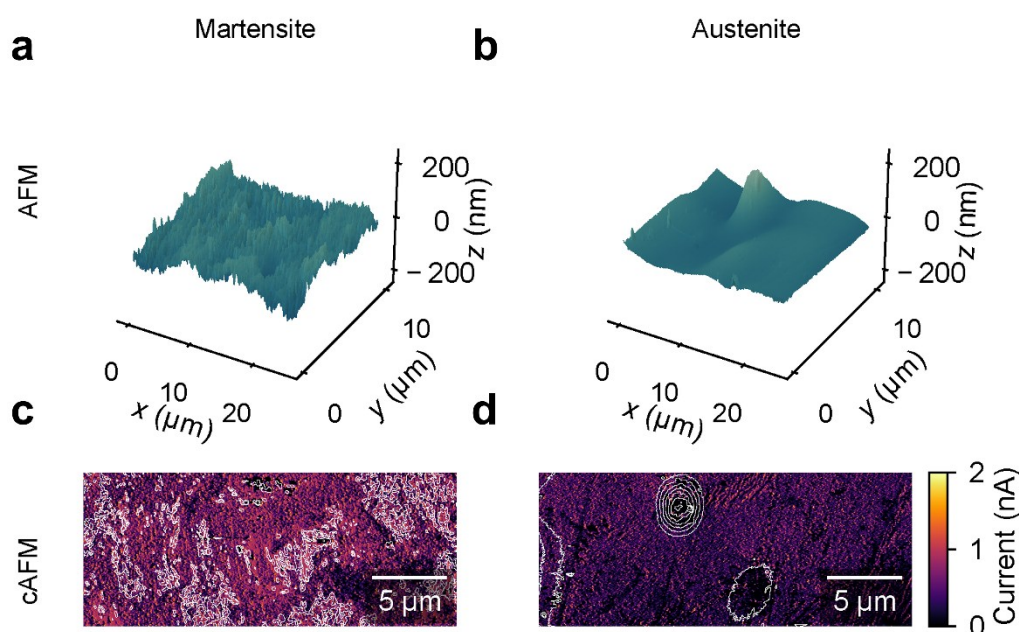 a
Martensite
b
Austenite
AFM
200
0
−200
z (nm)
0
10
20
x (µm)
0
10
y (µm)
200
0
−200
z (nm)
0
10
20
x (µm)
0
10
y (µm)
c
d
cAFM
5 µm
5 µm
2
1
0
Current (nA)